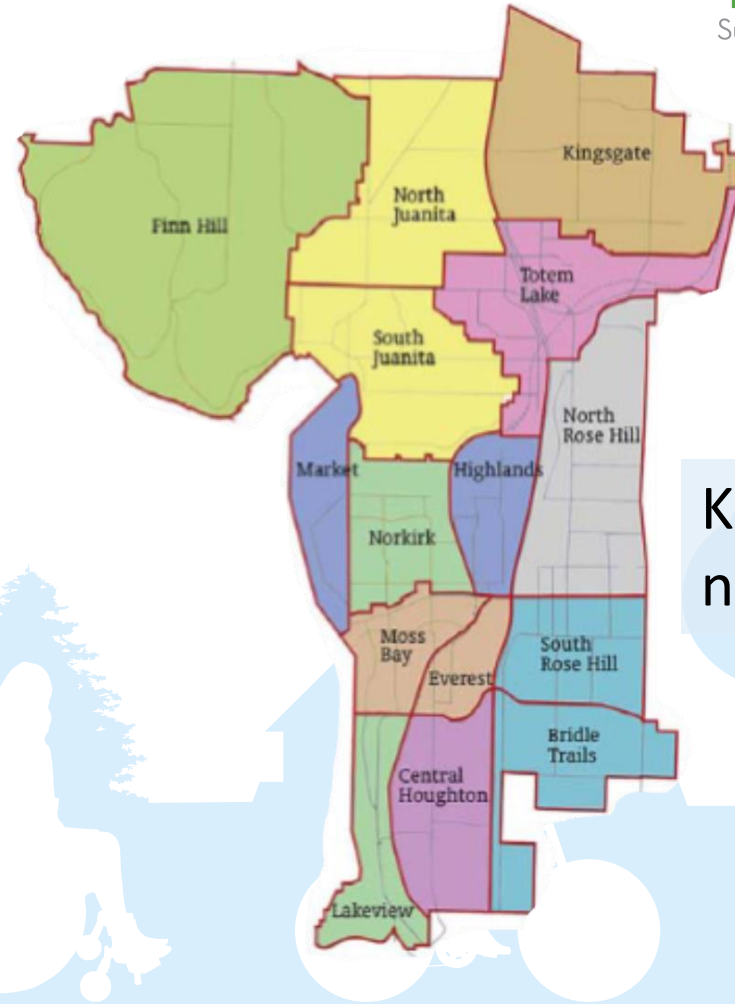 Kingsgate
North
Juanita
Finn Hill
Totem
Lake
South
Juanita
North
Rose Hill
Market
Highlands
Norkirk
Moss
Bay
South
Rose Hill
Everest
Bridle
Trails
Central
Houghton
Lakeview